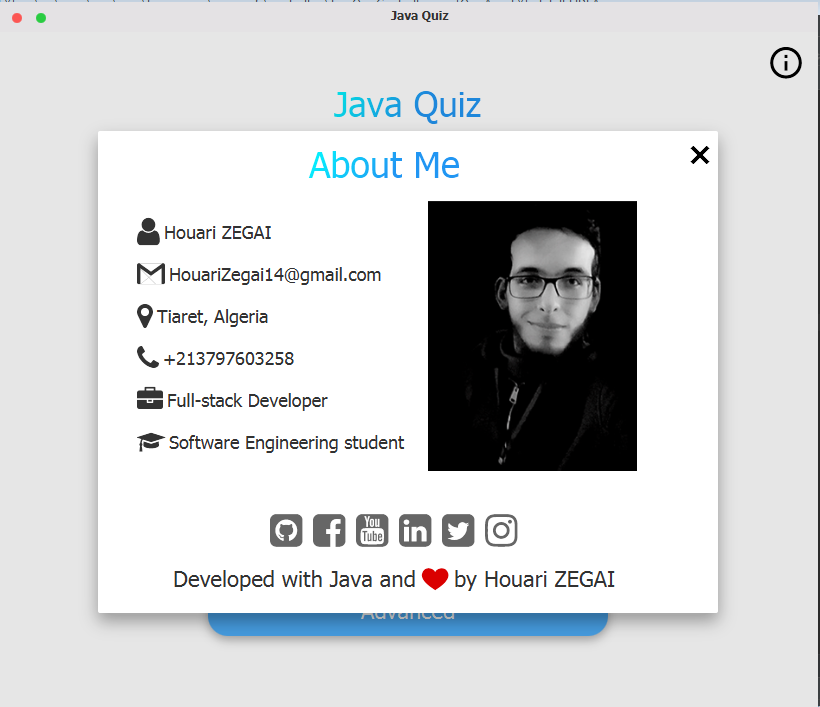 Java Quiz
Java Quiz
About Me
Houari ZEGAI
HouariZegai14@gmail.com
Tiaret, Algeria
+213797603258
Full-stack Developer
Software Engineering student
You
Tube
in
Developed with Java and by Houari ZEGAI
Advanced